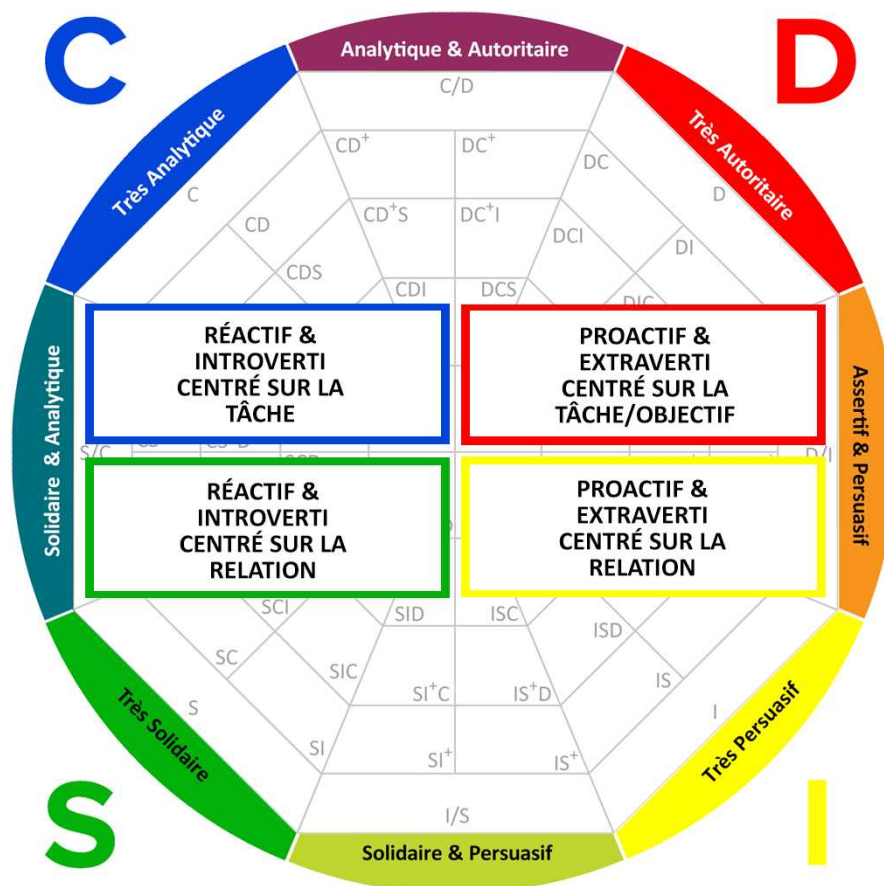 C
D
Analytique & Autoritaire
Très Analytique
Très Autoritaire
C/D
CD+
DC+
C
DC
D
CD
CD+S
DC+I
DCI
DI
CDS
CDI
DCS
DIC
RÉACTIF &
INTROVERTI
CENTRÉ SUR LA
TÂCHE
PROACTIF &
EXTRAVERTI
CENTRÉ SUR LA
TÂCHE/OBJECTIF
Solidaire & Analytique
Assertif & Persuasif
S/C
D/I
RÉACTIF &
INTROVERTI
CENTRÉ SUR LA
RELATION
PROACTIF &
EXTRAVERTI
CENTRÉ SUR LA
RELATION
SCI
SID
ISC
ISD
SC
SIC
IS
S
SI+C
IS+D
I
SI
SI+
IS+
Très Solidaire
Très Persuasif
I/S
S
I
Solidaire & Persuasif